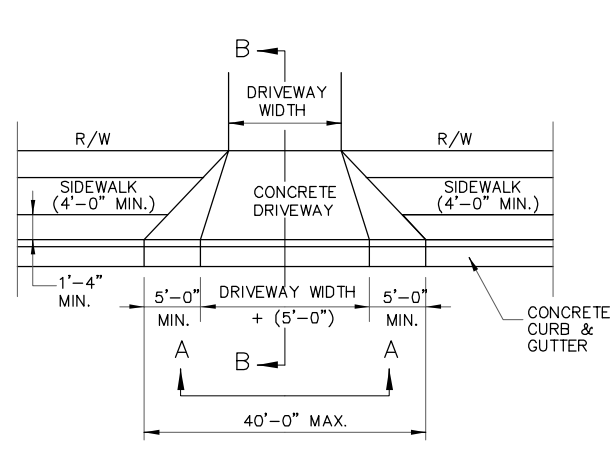 B
DRIVEWAY
WIDTH
R/W
R/W
SIDEWALK
(4'-0" MIN.)
CONCRETE
DRIVEWAY
SIDEWALK
(4'-0" MIN.)
1'-4"
MIN.
5'-0"
MIN.
DRIVEWAY WIDTH
+ (5'-0")
5'-0"
MIN.
CONCRETE
CURB &
GUTTER
A
B
A
40'-0" MAX.